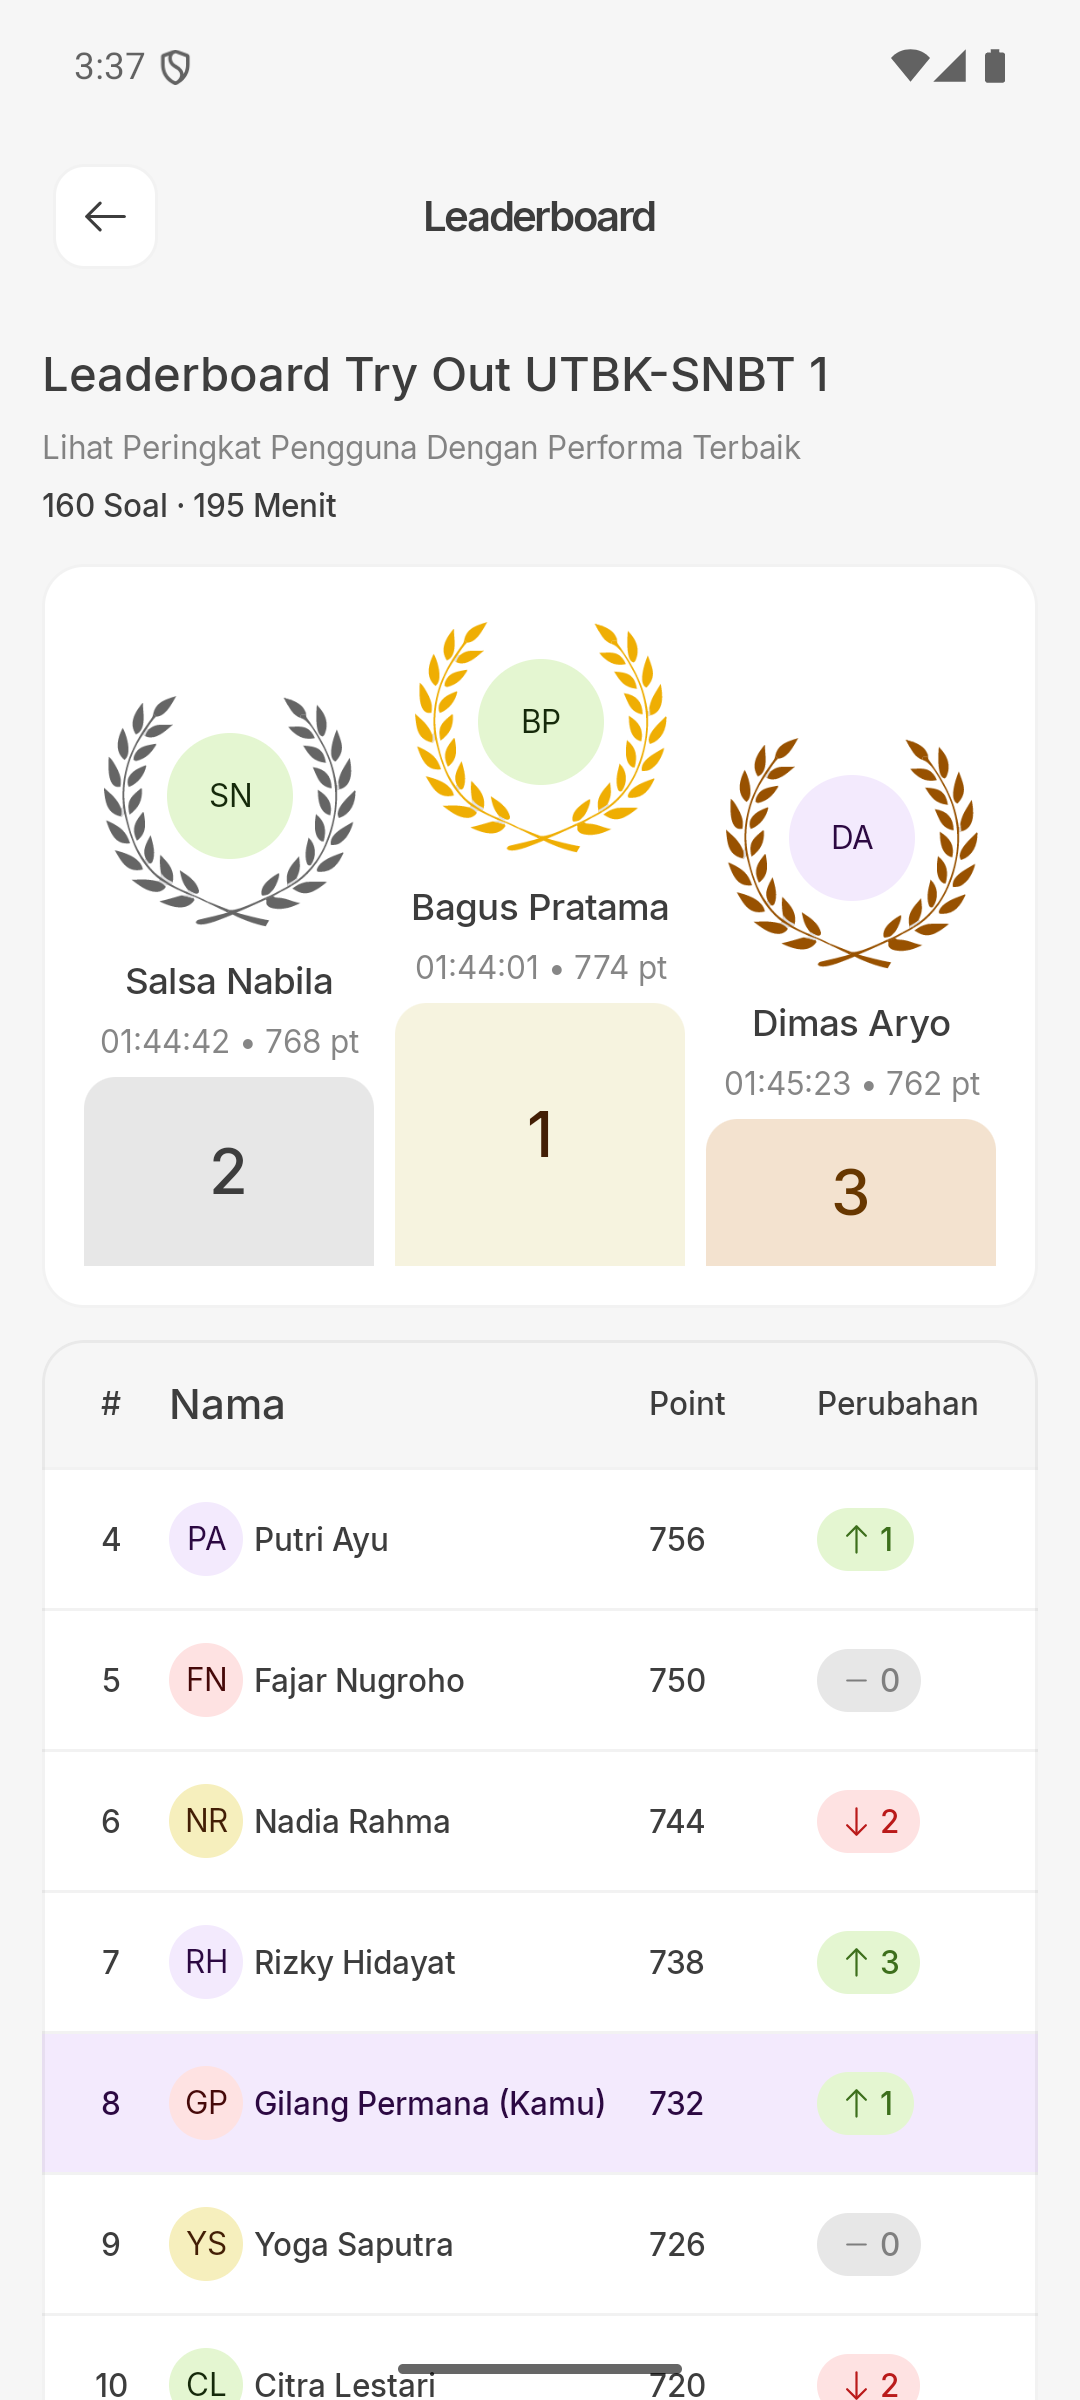 3:37
Leaderboard
Leaderboard Try Out UTBK-SNBT 1
Lihat Peringkat Pengguna Dengan Performa Terbaik
160 Soal · 195 Menit
BP
SN
DA
Bagus Pratama
01:44:01 • 774 pt
Salsa Nabila
01:44:42 • 768 pt
Dimas Aryo
01:45:23 • 762 pt
2
1
3
# Nama Point Perubahan
4 PA Putri Ayu 756 ↑ 1
5 FN Fajar Nugroho 750 – 0
6 NR Nadia Rahma 744 ↓ 2
7 RH Rizky Hidayat 738 ↑ 3
8 GP Gilang Permana (Kamu) 732 ↑ 1
9 YS Yoga Saputra 726 – 0
10 CL Citra Lestari 720 ↓ 2